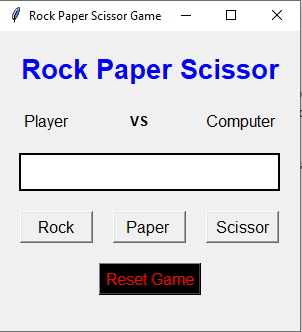 Rock Paper Scissor Game
Rock Paper Scissor
Player vs Computer
Rock Paper Scissor
Reset Game